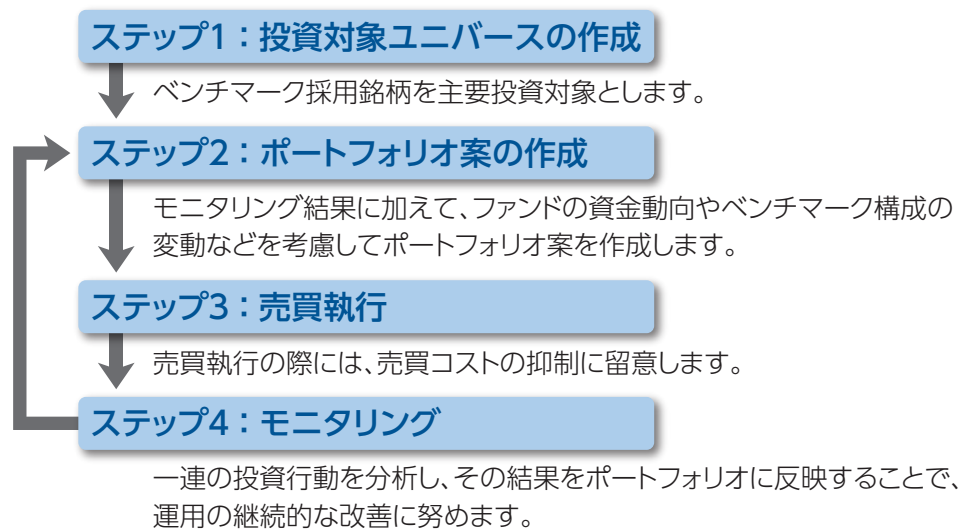 ステップ1：投資対象ユニバースの作成
ベンチマーク採用銘柄を主要投資対象とします。
ステップ2：ポートフォリオ案の作成
モニタリング結果に加えて、ファンドの資金動向やベンチマーク構成の
変動などを考慮してポートフォリオ案を作成します。
ステップ3：売買執行
売買執行の際には、売買コストの抑制に留意します。
ステップ4：モニタリング
一連の投資行動を分析し、その結果をポートフォリオに反映することで、
運用の継続的な改善に努めます。